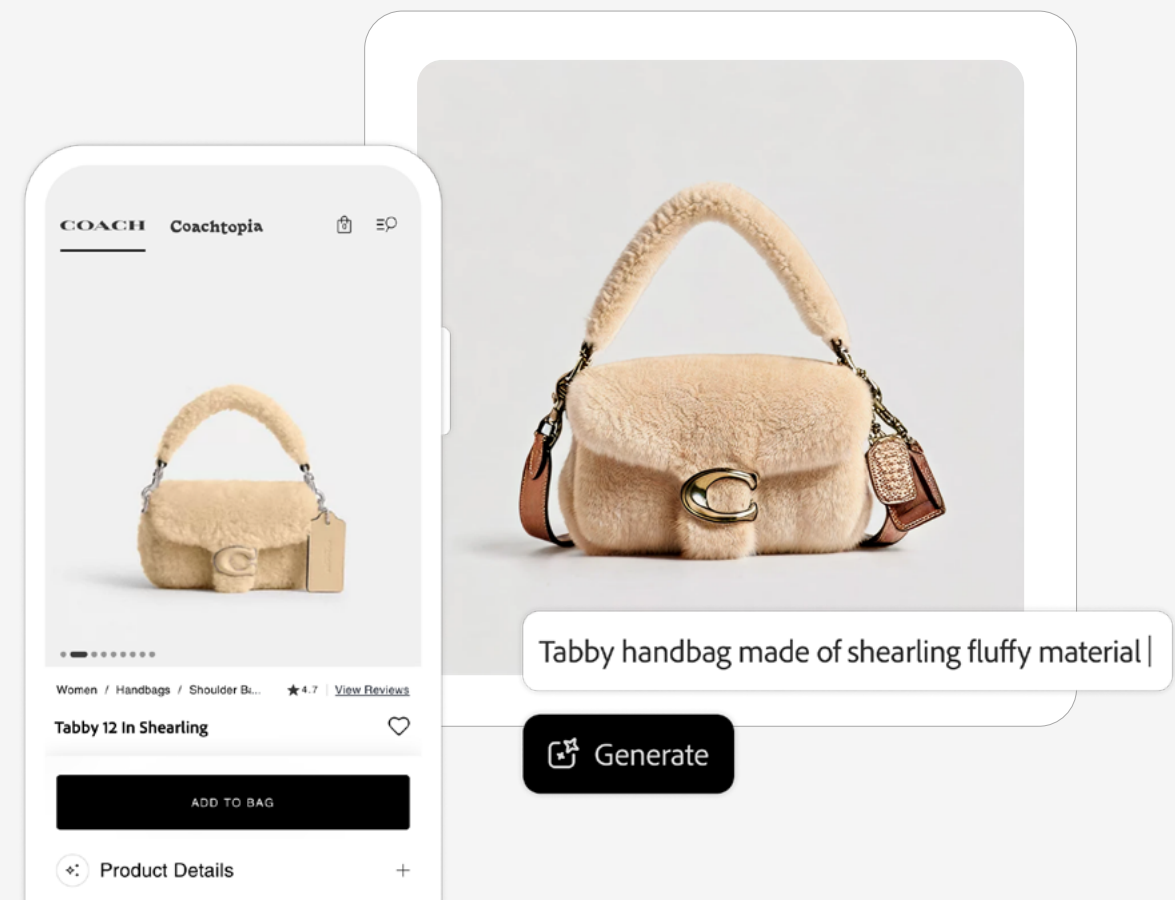 COACH Coachtopia
Women / Handbags / Shoulder Ba... ★4.7 | View Reviews
Tabby 12 In Shearling
ADD TO BAG
Product Details
Tabby handbag made of shearling fluffy material
Generate